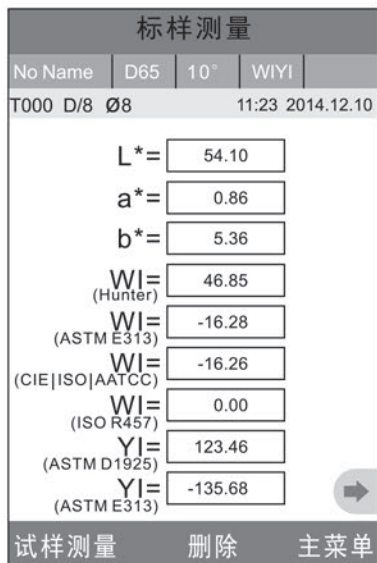 标样测量
No Name D65 10° WIYI
T000 D/8 Ø8 11:23 2014.12.10
L*= 54.10
a*= 0.86
b*= 5.36
WI= 46.85
(Hunter)
WI= -16.28
(ASTM E313)
WI= -16.26
(CIE|ISO|AATCC)
WI= 0.00
(ISO R457)
YI= 123.46
(ASTM D1925)
YI= -135.68
(ASTM E313)
试样测量 删除 主菜单